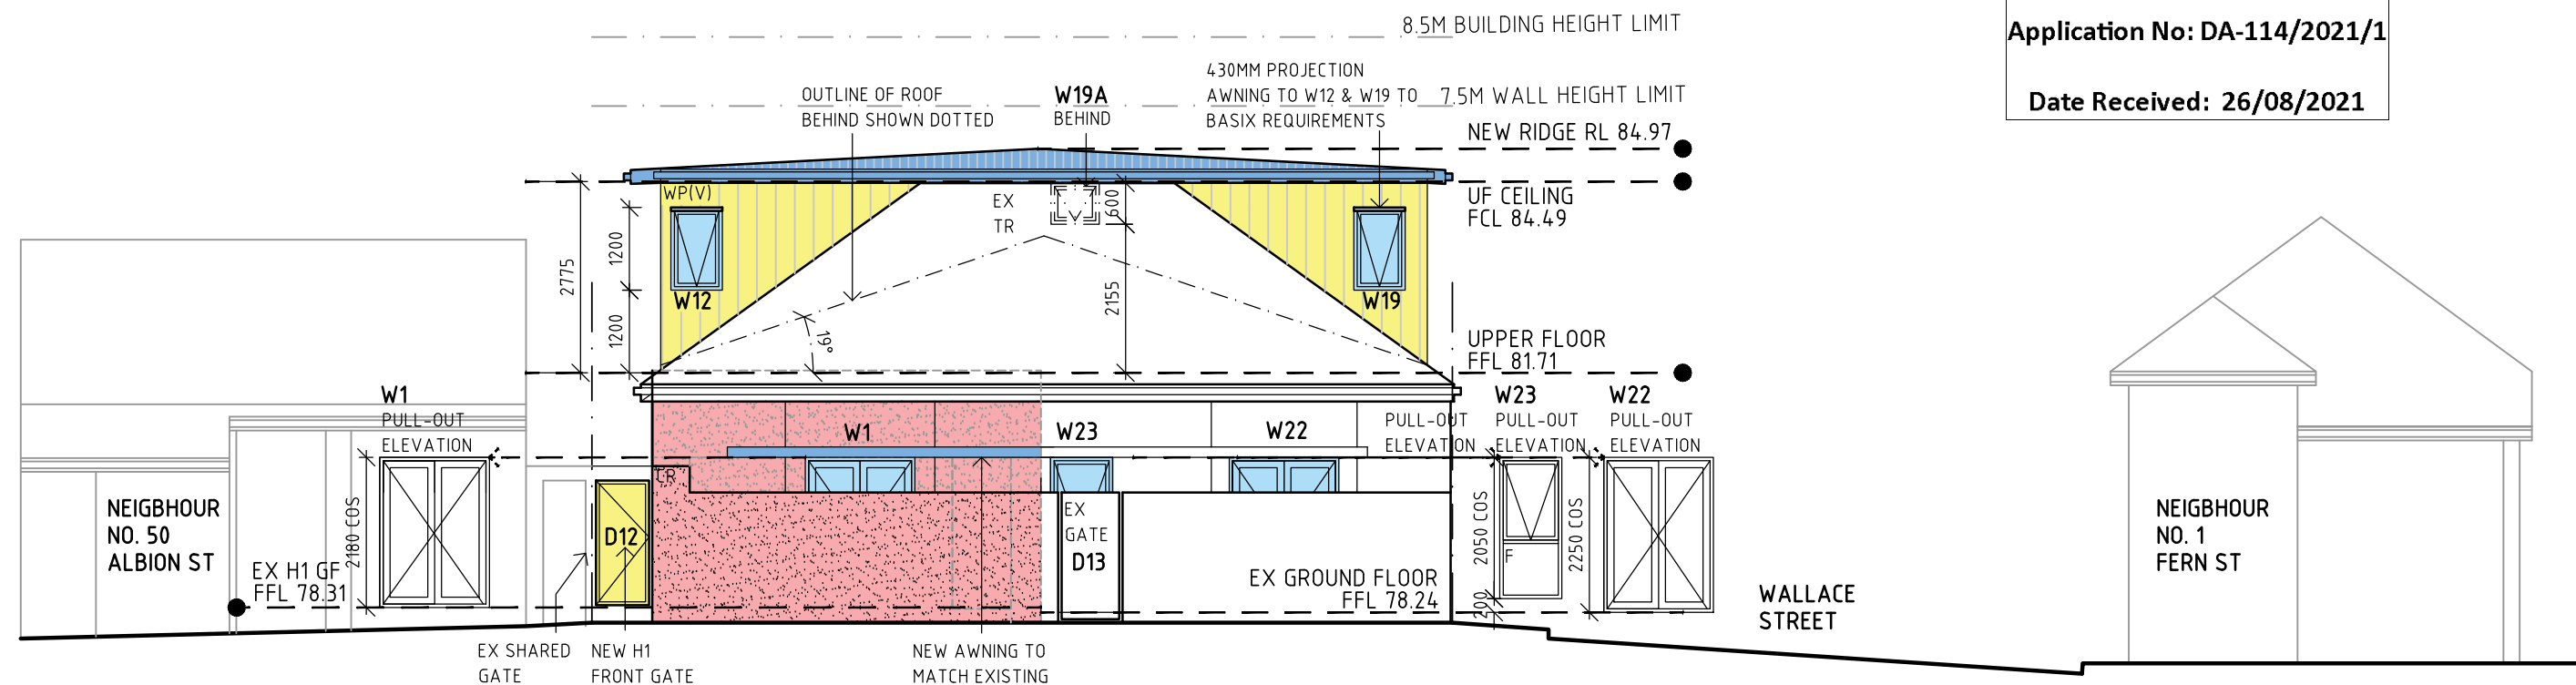 8.5M BUILDING HEIGHT LIMIT
Application No: DA-114/2021/1
Date Received: 26/08/2021
430MM PROJECTION
AWNING TO W12 & W19 TO
BASIX REQUIREMENTS
7.5M WALL HEIGHT LIMIT
OUTLINE OF ROOF
BEHIND SHOWN DOTTED
W19A
BEHIND
NEW RIDGE RL 84.97
UF CEILING
FCL 84.49
WP(V)
EX
TR
600
2775
1200
1200
W12
W19
2155
19°
UPPER FLOOR
FFL 81.71
W1
PULL-OUT
ELEVATION
W1
W23
W22
PULL-OUT
ELEVATION
W23
PULL-OUT
ELEVATION
W22
PULL-OUT
ELEVATION
NEIGBHOUR
NO. 50
ALBION ST
2180 COS
EX H1 GF
FFL 78.31
CR
D12
EX
GATE
D13
EX GROUND FLOOR
FFL 78.24
2050 COS
200
F
2250 COS
WALLACE
STREET
NEIGBHOUR
NO. 1
FERN ST
EX SHARED
GATE
NEW H1
FRONT GATE
NEW AWNING TO
MATCH EXISTING